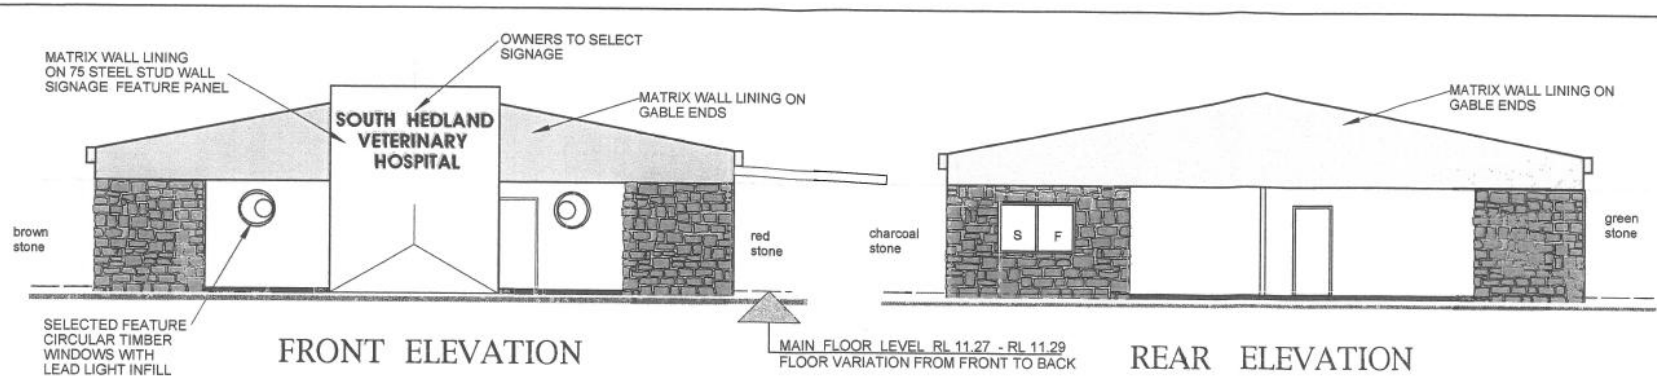 OWNERS TO SELECT
SIGNAGE
MATRIX WALL LINING
ON 75 STEEL STUD WALL
SIGNAGE FEATURE PANEL
MATRIX WALL LINING ON
GABLE ENDS
MATRIX WALL LINING ON
GABLE ENDS
SOUTH HEDLAND
VETERINARY
HOSPITAL
brown
stone
red
stone
charcoal
stone
S F
green
stone
SELECTED FEATURE
CIRCULAR TIMBER
WINDOWS WITH
LEAD LIGHT INFILL
FRONT ELEVATION
MAIN FLOOR LEVEL RL 11.27 - RL 11.29
FLOOR VARIATION FROM FRONT TO BACK
REAR ELEVATION